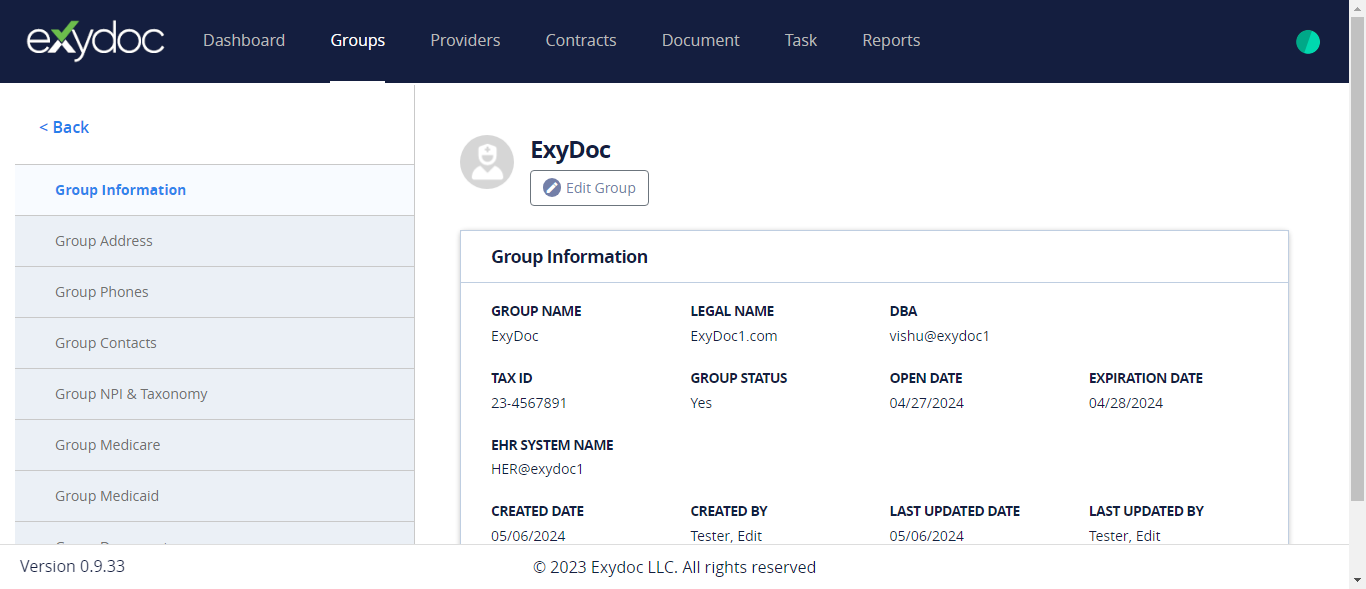 exydoc Dashboard Groups Providers Contracts Document Task Reports
< Back
Group Information
Group Address
Group Phones
Group Contacts
Group NPI & Taxonomy
Group Medicare
Group Medicaid
ExyDoc
Edit Group
Group Information
GROUP NAME LEGAL NAME DBA
ExyDoc ExyDoc1.com vishu@exydoc1
TAX ID GROUP STATUS OPEN DATE EXPIRATION DATE
23-4567891 Yes 04/27/2024 04/28/2024
EHR SYSTEM NAME
HER@exydoc1
CREATED DATE CREATED BY LAST UPDATED DATE LAST UPDATED BY
05/06/2024 Tester, Edit 05/06/2024 Tester, Edit
Version 0.9.33 © 2023 Exydoc LLC. All rights reserved